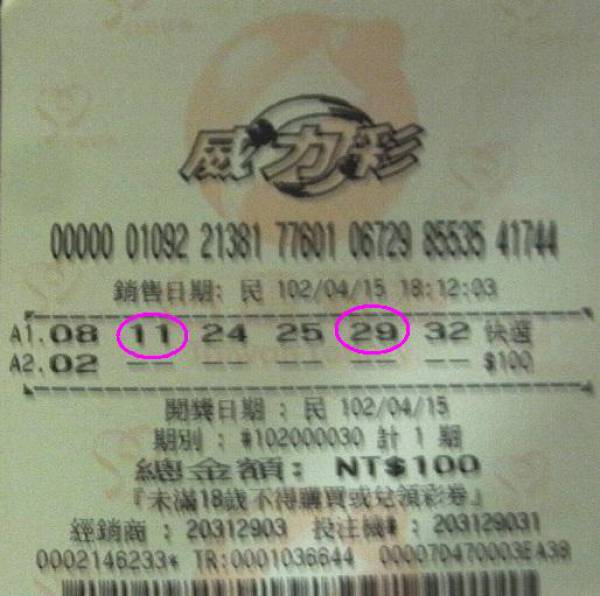 威力彩
00000 01092 21381 77601 06729 85535 41744
銷售日期: 民 102/04/15 18:12:03
A1.08 11 24 25 29 32 快選
A2.02 -- -- -- -- -- $100
開獎日期 : 民 102/04/15
期別 : #102000030 計 1 期
總金額: NT$100
『未滿18歲不得購買或兌領彩券』
經銷商 : 20312903 投注機# : 203129031
0002146233* TR:0001036644 000070470003EA38